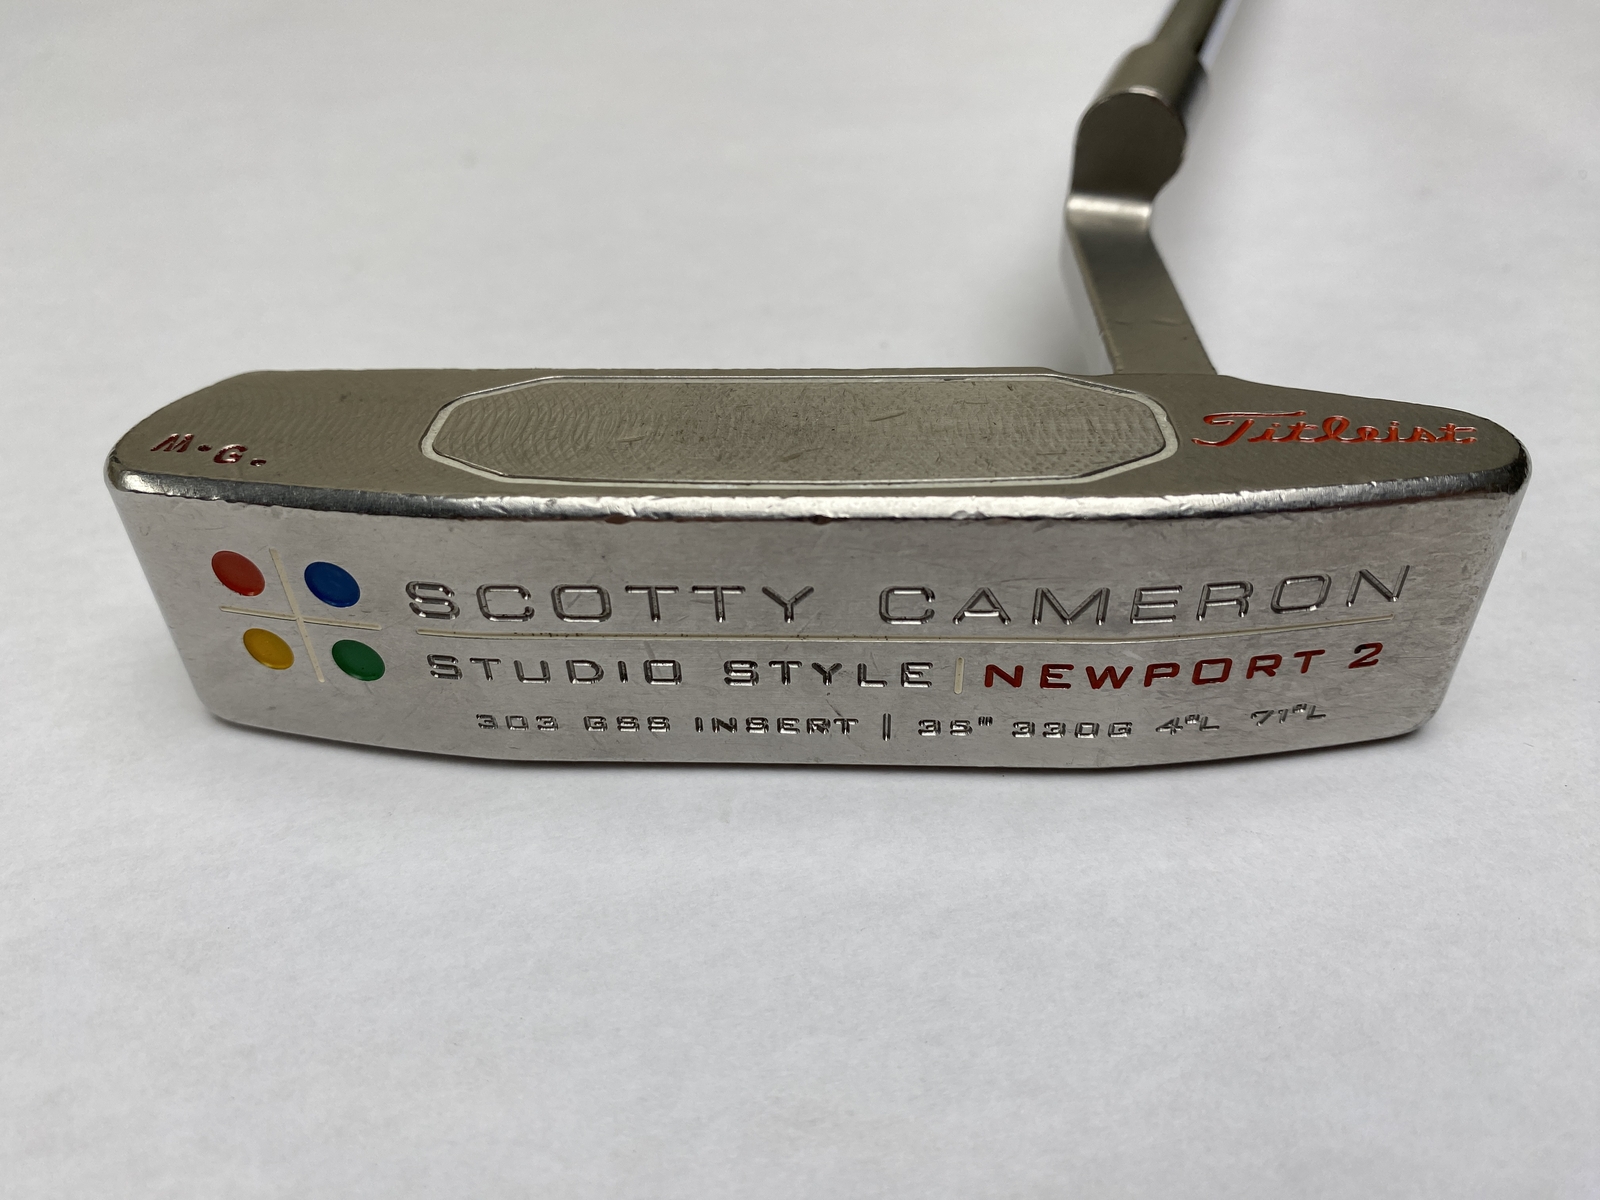 M.G.
Titleist
SCOTTY CAMERON
STUDIO STYLE | NEWPORT 2
303 GSS INSERT | 35" 330G 4°L 71°L